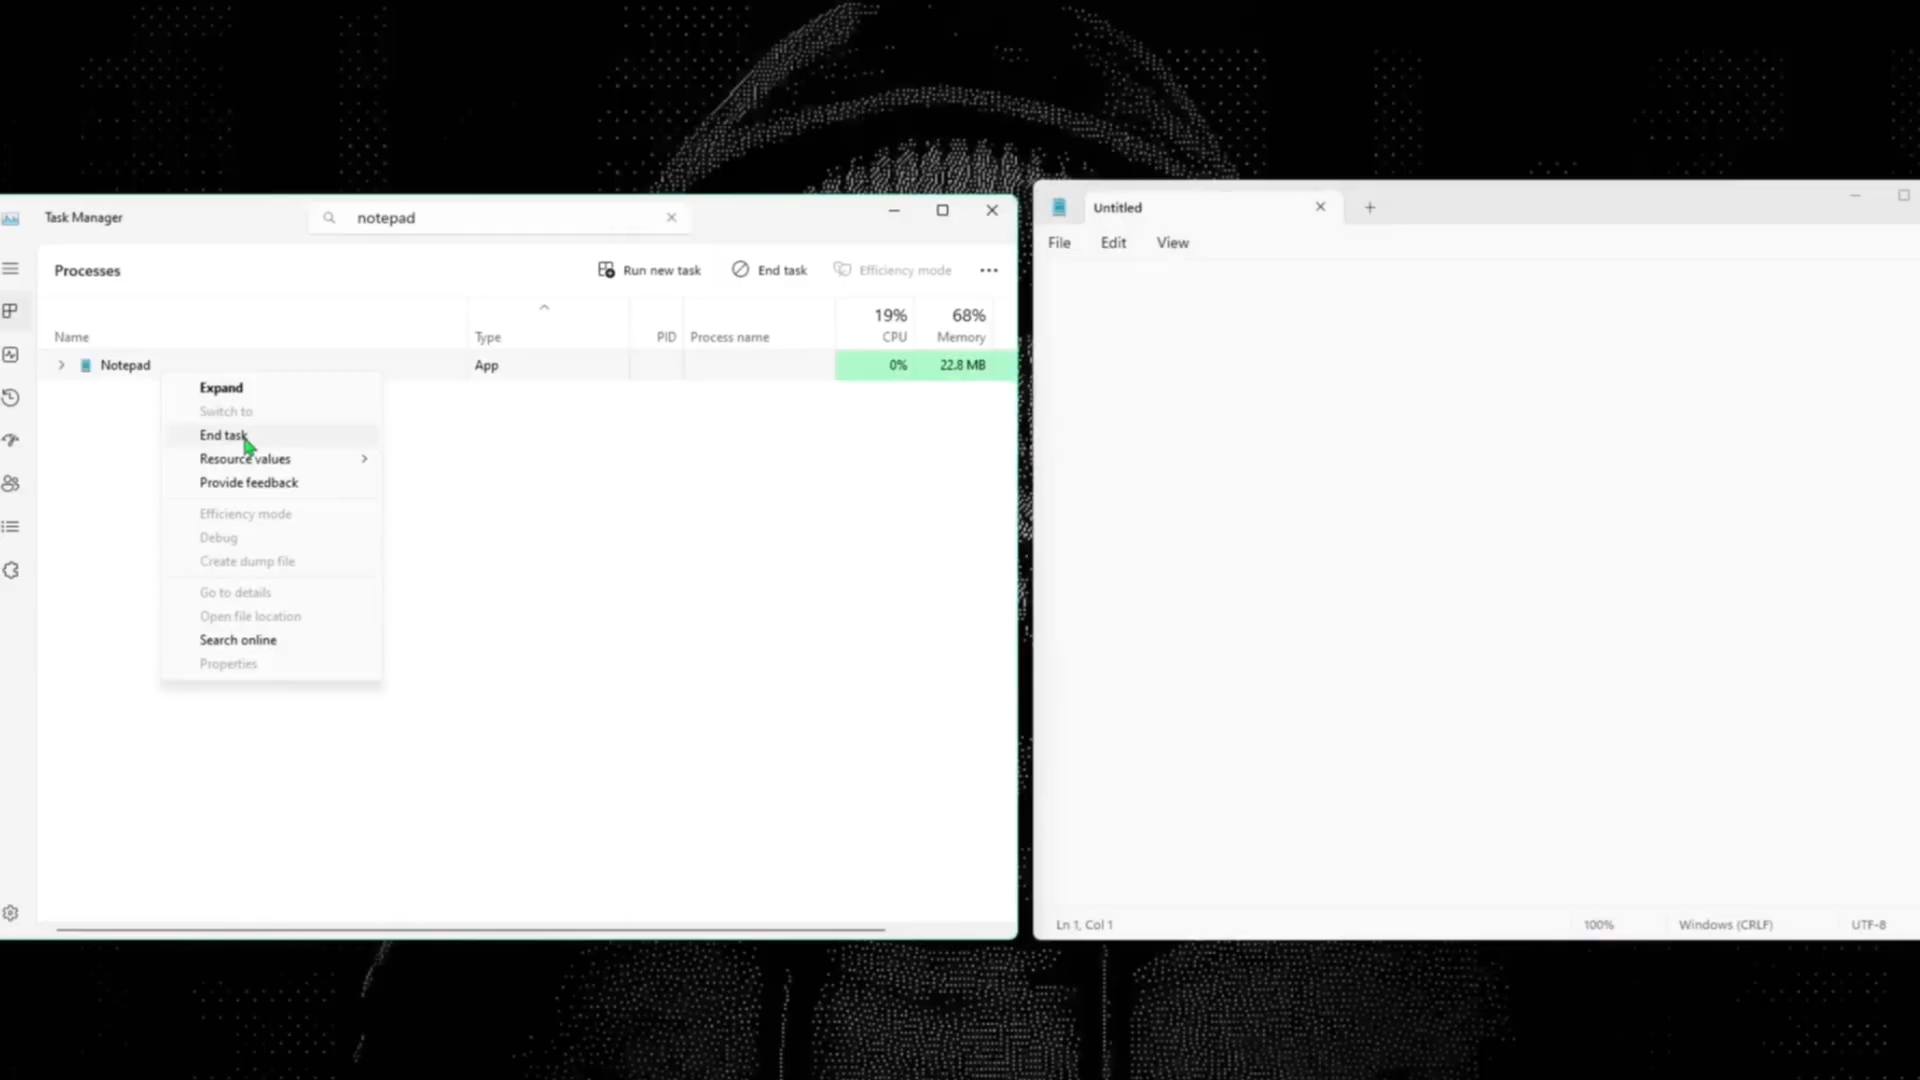 Task Manager
notepad
Processes
Run new task
End task
Efficiency mode
Name
Type
PID
Process name
19%
CPU
68%
Memory
Notepad
App
0%
22.8 MB
Expand
Switch to
End task
Resource values
Provide feedback
Efficiency mode
Debug
Create dump file
Go to details
Open file location
Search online
Properties
Untitled
File Edit View
Ln 1, Col 1
100%
Windows (CRLF)
UTF-8